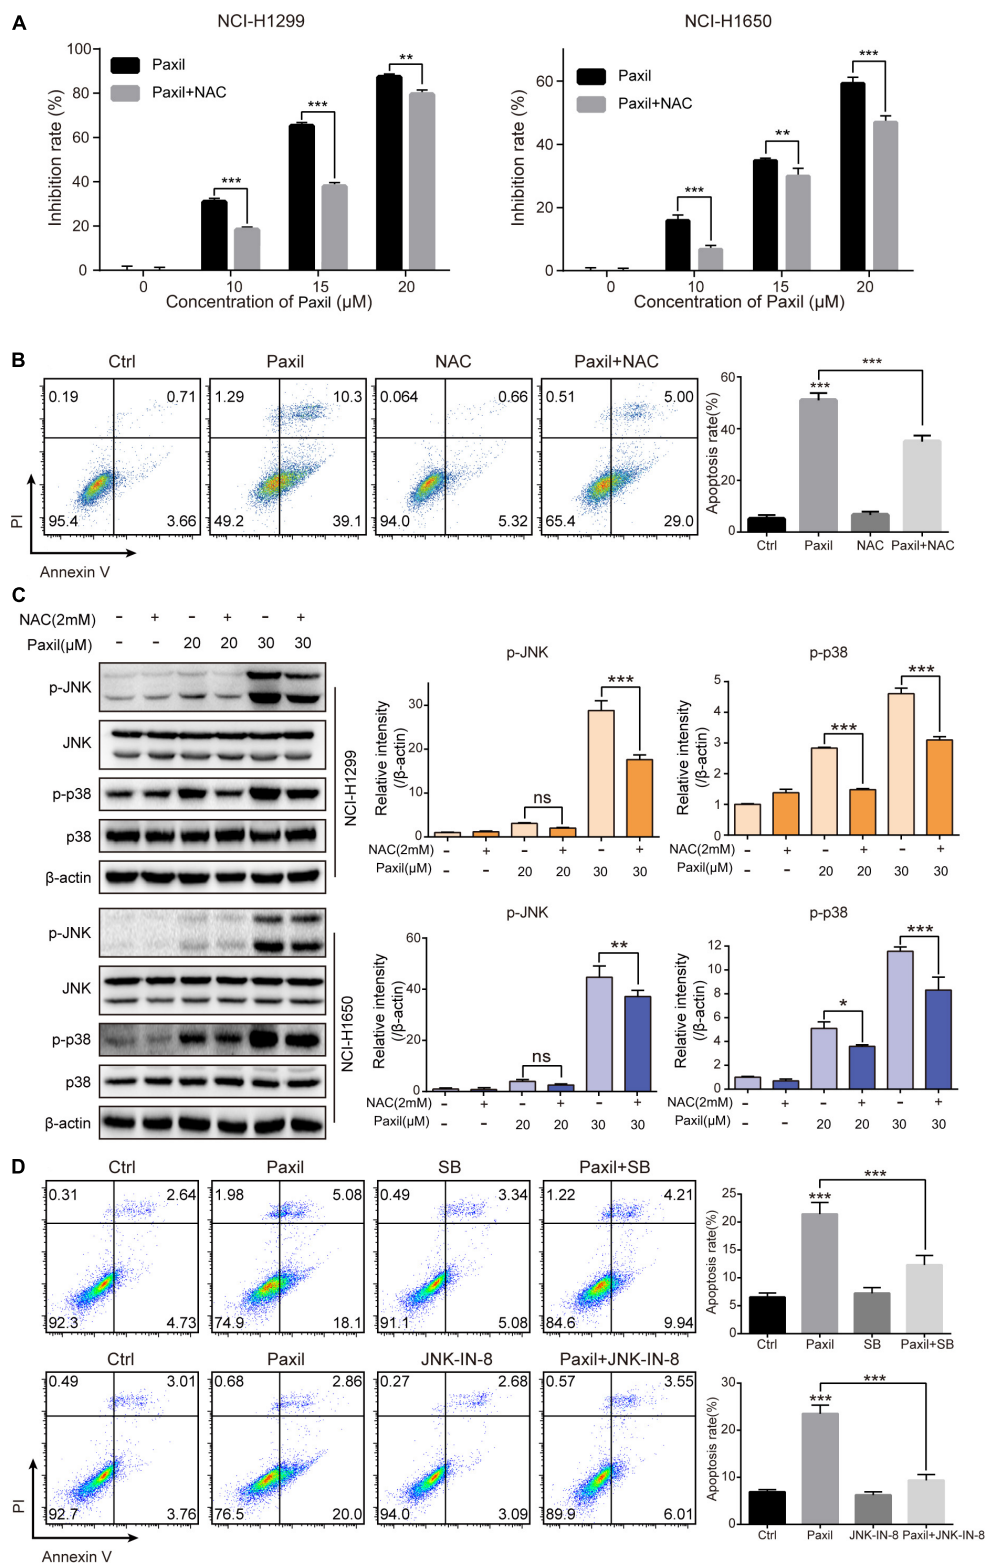 A
NCI-H1299
NCI-H1650
Inhibition rate (%)
100
80
60
40
20
0
Paxil
Paxil+NAC
***
***
**
0 10 15 20
Concentration of Paxil (μM)
Inhibition rate (%)
60
40
20
0
Paxil
Paxil+NAC
***
**
***
0 10 15 20
Concentration of Paxil (μM)
B
Ctrl Paxil NAC Paxil+NAC
0.19 0.71 1.29 10.3 0.064 0.66 0.51 5.00
95.4 3.66 49.2 39.1 94.0 5.32 65.4 29.0
PI
Annexin V
Apoptosis rate(%)
60
40
20
0
***
***
Ctrl Paxil NAC Paxil+NAC
C
NAC(2mM) - + - + - +
Paxil(μM) - - 20 20 30 30
p-JNK
JNK
p-p38
p38
β-actin
NCI-H1299
p-JNK
JNK
p-p38
p38
β-actin
NCI-H1650
p-JNK
Relative intensity
(/β-actin)
30
20
10
0
ns
***
NAC(2mM) - + - + - +
Paxil(μM) - - 20 20 30 30
p-p38
Relative intensity
(/β-actin)
5
4
3
2
1
0
***
***
NAC(2mM) - + - + - +
Paxil(μM) - - 20 20 30 30
p-JNK
Relative intensity
(/β-actin)
60
40
20
0
ns
**
NAC(2mM) - + - + - +
Paxil(μM) - - 20 20 30 30
p-p38
Relative intensity
(/β-actin)
12
10
8
6
4
2
0
*
***
NAC(2mM) - + - + - +
Paxil(μM) - - 20 20 30 30
D
Ctrl Paxil SB Paxil+SB
0.31 2.64 1.98 5.08 0.49 3.34 1.22 4.21
92.3 4.73 74.9 18.1 91.1 5.08 84.6 9.94
Apoptosis rate(%)
25
20
15
10
5
0
***
***
Ctrl Paxil SB Paxil+SB
Ctrl Paxil JNK-IN-8 Paxil+JNK-IN-8
0.49 3.01 0.68 2.86 0.27 2.68 0.57 3.55
92.7 3.76 76.5 20.0 94.0 3.09 89.9 6.01
PI
Annexin V
Apoptosis rate(%)
30
20
10
0
***
***
Ctrl Paxil JNK-IN-8 Paxil+JNK-IN-8